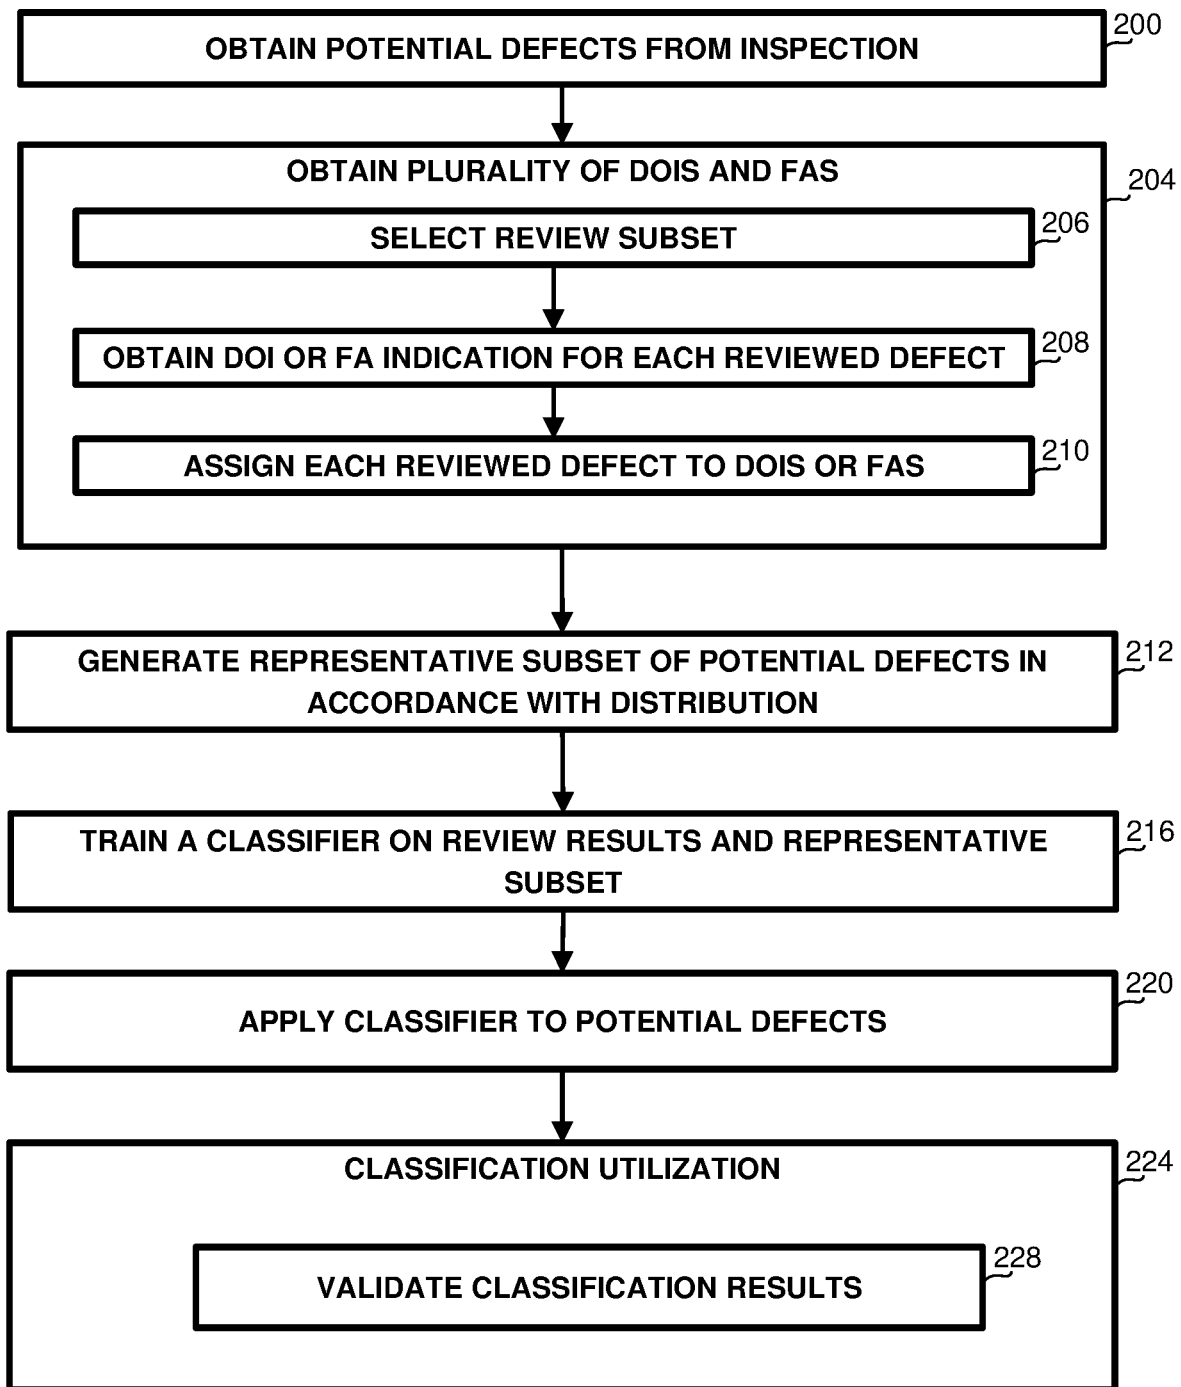 OBTAIN POTENTIAL DEFECTS FROM INSPECTION
200
OBTAIN PLURALITY OF DOIS AND FAS
204
SELECT REVIEW SUBSET
206
OBTAIN DOI OR FA INDICATION FOR EACH REVIEWED DEFECT
208
ASSIGN EACH REVIEWED DEFECT TO DOIS OR FAS
210
GENERATE REPRESENTATIVE SUBSET OF POTENTIAL DEFECTS IN
ACCORDANCE WITH DISTRIBUTION
212
TRAIN A CLASSIFIER ON REVIEW RESULTS AND REPRESENTATIVE
SUBSET
216
APPLY CLASSIFIER TO POTENTIAL DEFECTS
220
CLASSIFICATION UTILIZATION
224
VALIDATE CLASSIFICATION RESULTS
228